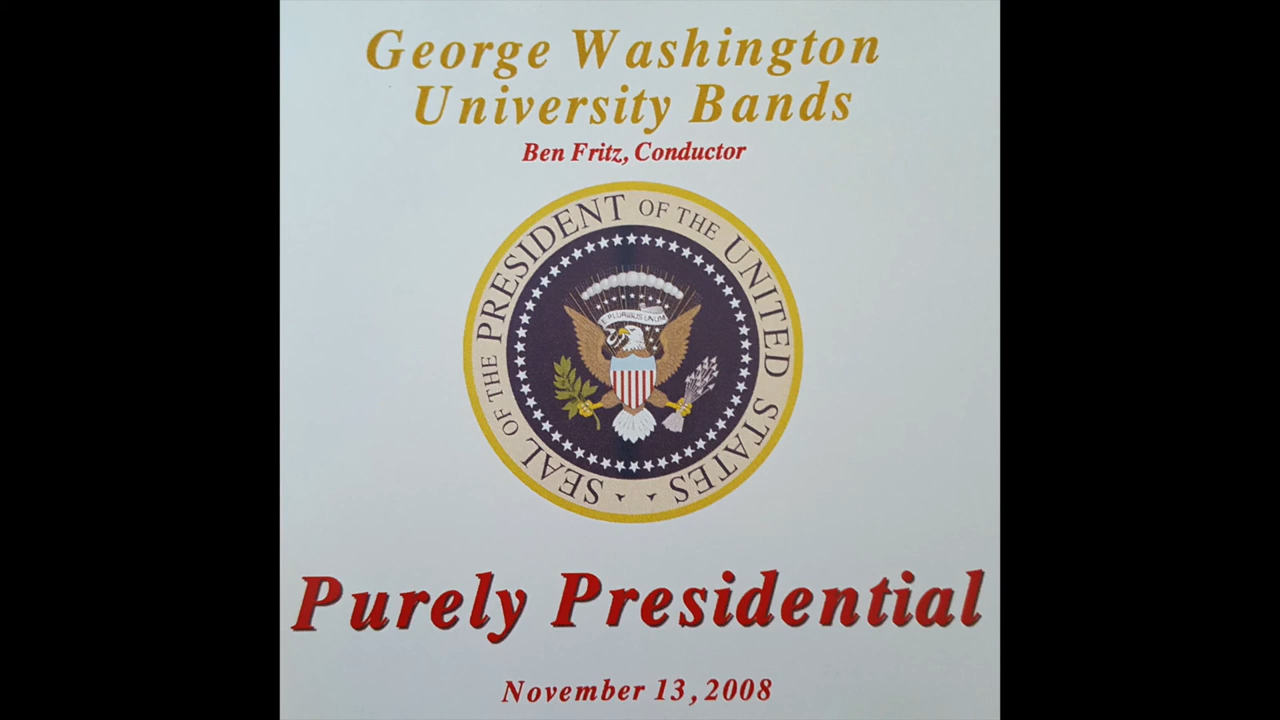 George Washington
University Bands
Ben Fritz, Conductor
SEAL OF THE PRESIDENT OF THE UNITED STATES
E PLURIBUS UNUM
Purely Presidential
November 13, 2008